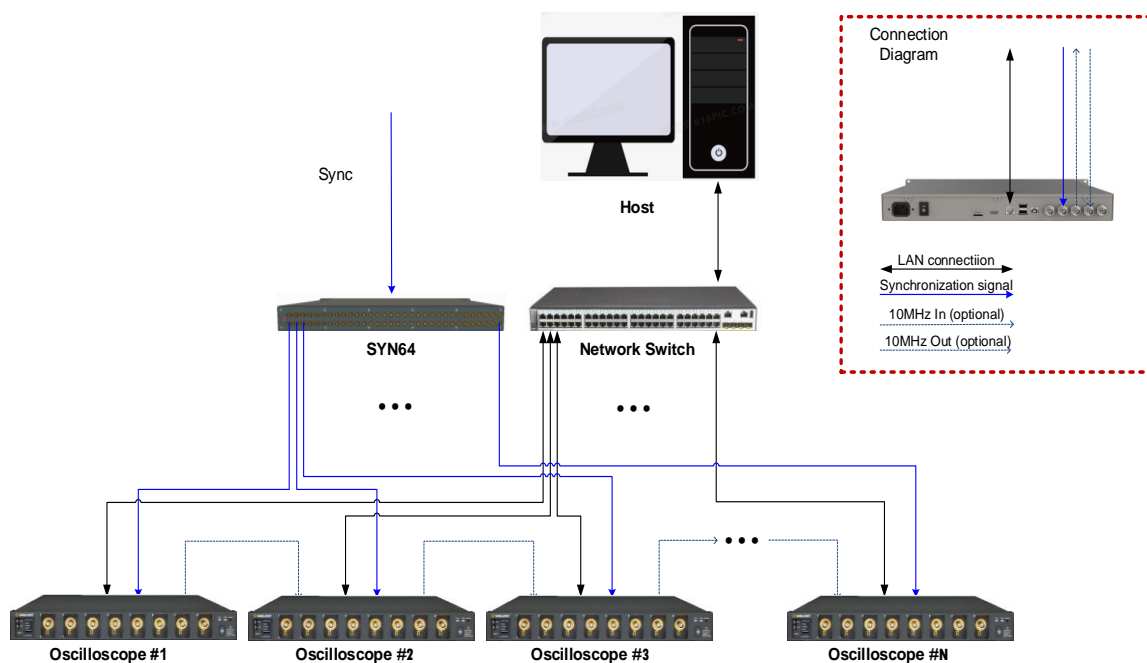 Connection
Diagram
Sync
Host
LAN connectiion
Synchronization signal
10MHz In (optional)
10MHz Out (optional)
SYN64
Network Switch
Oscilloscope #1
Oscilloscope #2
Oscilloscope #3
Oscilloscope #N